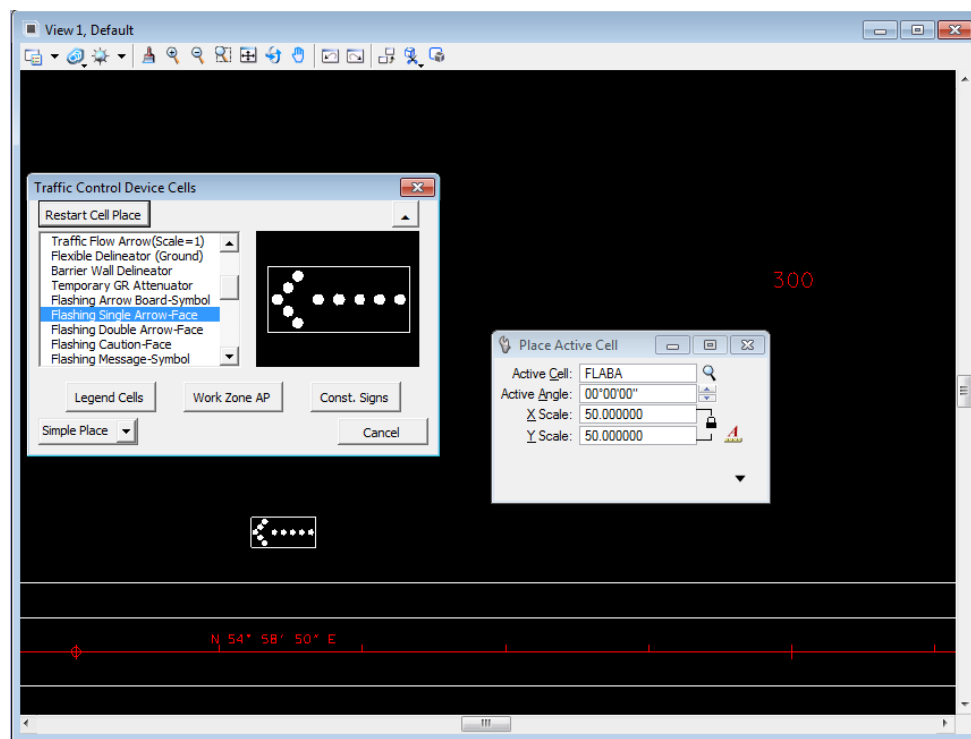 View 1, Default
Traffic Control Device Cells
Restart Cell Place
Traffic Flow Arrow(Scale=1)
Flexible Delineator (Ground)
Barrier Wall Delineator
Temporary GR Attenuator
Flashing Arrow Board-Symbol
Flashing Single Arrow-Face
Flashing Double Arrow-Face
Flashing Caution-Face
Flashing Message-Symbol
Legend Cells
Work Zone AP
Const. Signs
Simple Place
Cancel
300
Place Active Cell
Active Cell: FLABA
Active Angle: 00°00'00"
X Scale: 50.000000
Y Scale: 50.000000
N 54° 58' 50" E